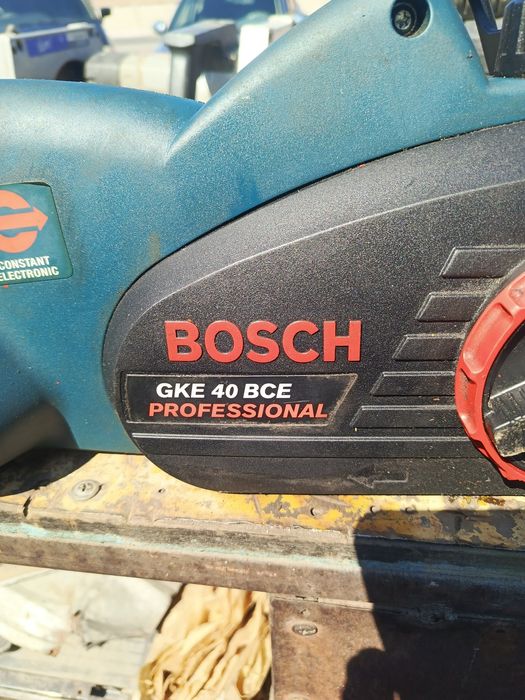 CONSTANT
ELECTRONIC
BOSCH
GKE 40 BCE
PROFESSIONAL